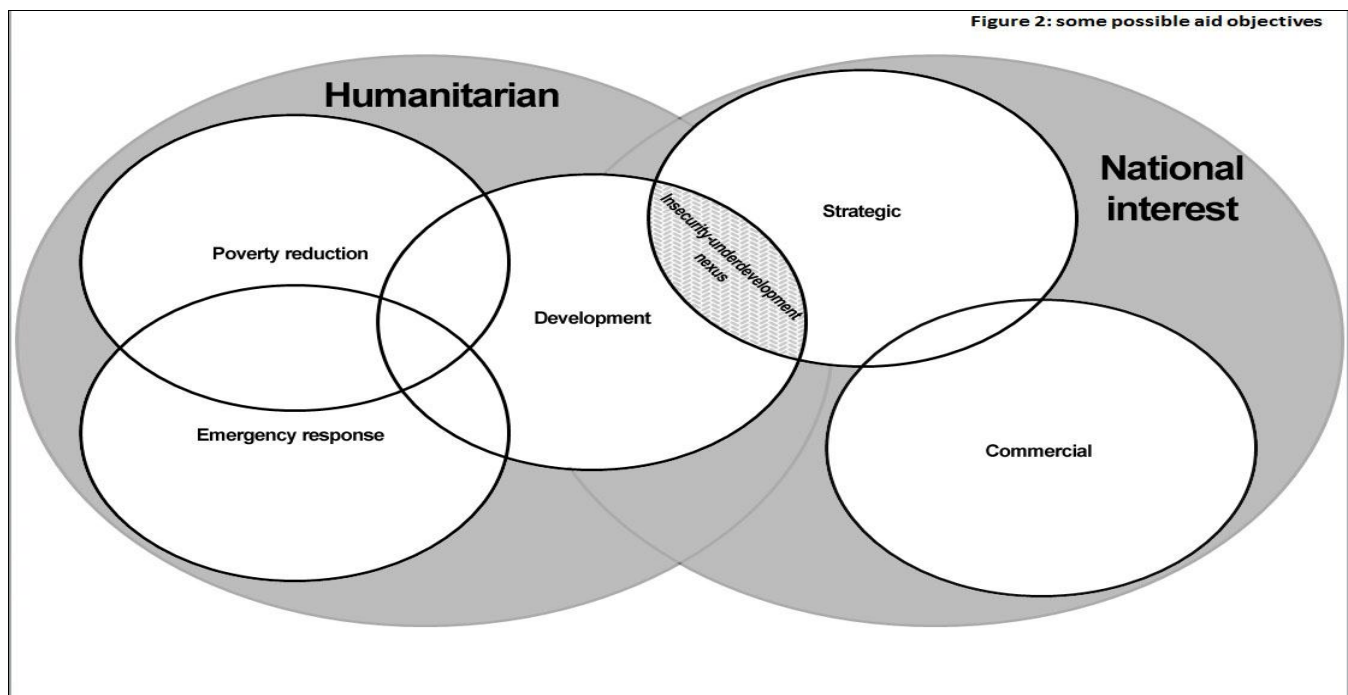 Figure 2: some possible aid objectives
Humanitarian
National
interest
Poverty reduction
Strategic
Insecurity-underdevelopment
nexus
Development
Emergency response
Commercial